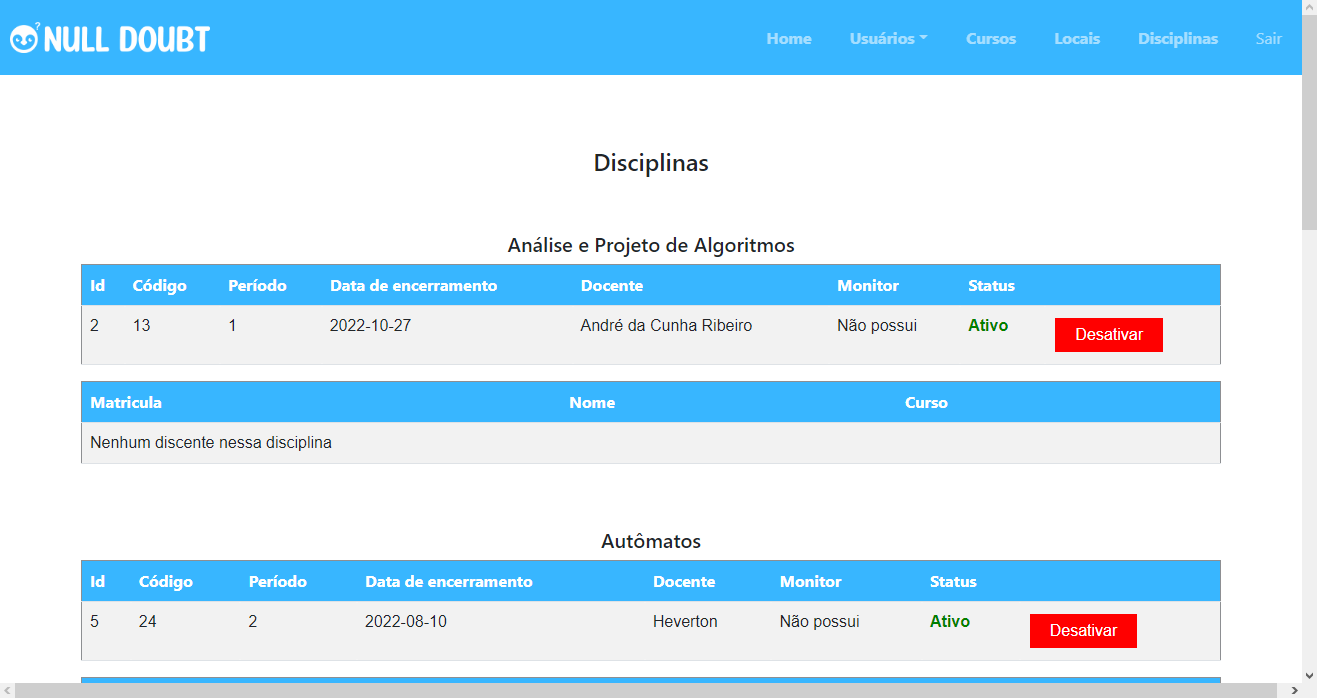 ? NULL DOUBT Home Usuários Cursos Locais Disciplinas Sair
Disciplinas
Análise e Projeto de Algoritmos
Id Código Período Data de encerramento Docente Monitor Status
2 13 1 2022-10-27 André da Cunha Ribeiro Não possui Ativo Desativar
Matricula Nome Curso
Nenhum discente nessa disciplina
Autômatos
Id Código Período Data de encerramento Docente Monitor Status
5 24 2 2022-08-10 Heverton Não possui Ativo Desativar